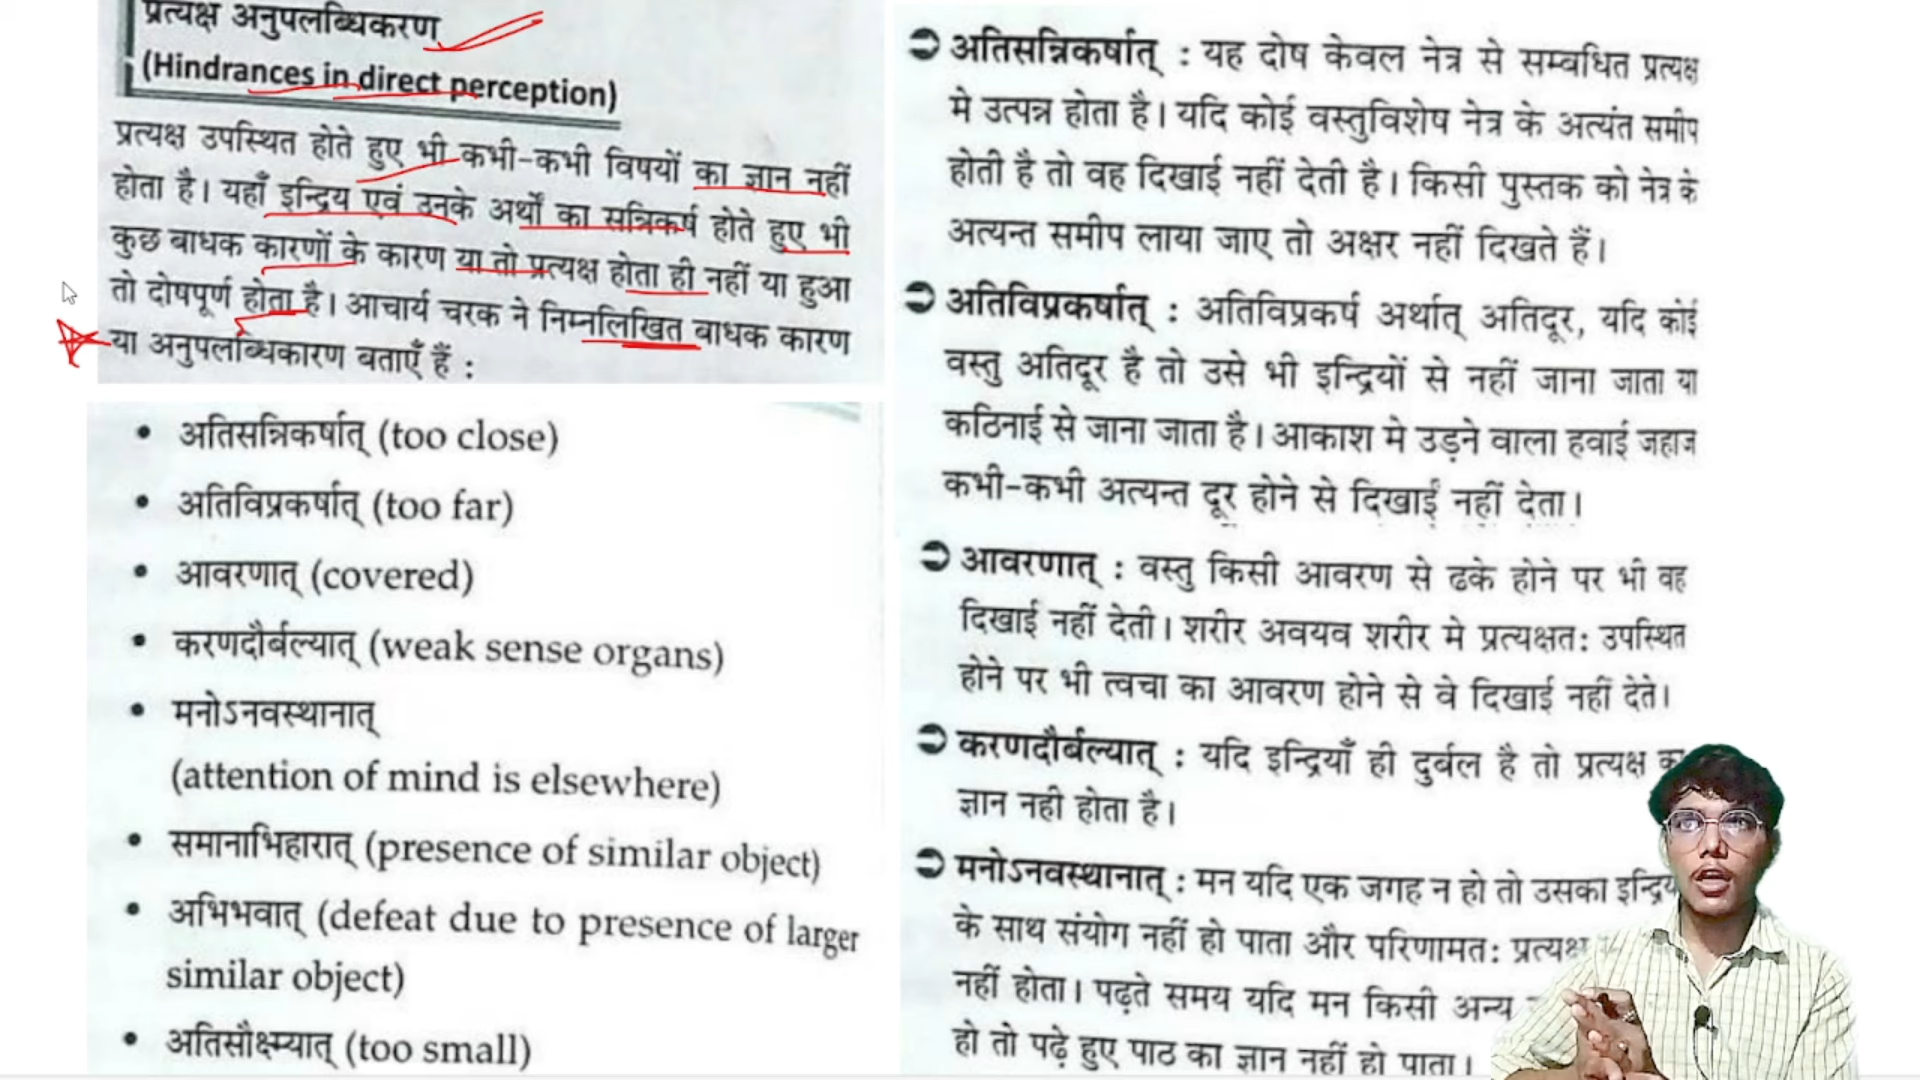 प्रत्यक्ष अनुपलब्धिकरण
(Hindrances in direct perception)
प्रत्यक्ष उपस्थित होते हुए भी कभी-कभी विषयों का ज्ञान नहीं
होता है। यहाँ इन्द्रिय एवं उनके अर्थों का सन्निकर्ष होते हुए भी
कुछ बाधक कारणों के कारण या तो प्रत्यक्ष होता ही नहीं या हुआ
तो दोषपूर्ण होता है। आचार्य चरक ने निम्नलिखित बाधक कारण
या अनुपलब्धिकारण बताएँ हैं :
• अतिसन्निकर्षात् (too close)
• अतिविप्रकर्षात् (too far)
• आवरणात् (covered)
• करणदौर्बल्यात् (weak sense organs)
• मनोऽनवस्थानात्
(attention of mind is elsewhere)
• समानाभिहारात् (presence of similar object)
• अभिभवात् (defeat due to presence of larger
similar object)
• अतिसौक्ष्म्यात् (too small)
अतिसन्निकर्षात् : यह दोष केवल नेत्र से सम्बधित प्रत्यक्ष
मे उत्पन्न होता है। यदि कोई वस्तुविशेष नेत्र के अत्यंत समीप
होती है तो वह दिखाई नहीं देती है। किसी पुस्तक को नेत्र के
अत्यन्त समीप लाया जाए तो अक्षर नहीं दिखते हैं।
अतिविप्रकर्षात् : अतिविप्रकर्ष अर्थात् अतिदूर, यदि कोई
वस्तु अतिदूर है तो उसे भी इन्द्रियों से नहीं जाना जाता या
कठिनाई से जाना जाता है। आकाश मे उड़ने वाला हवाई जहाज
कभी-कभी अत्यन्त दूर होने से दिखाई नहीं देता।
आवरणात् : वस्तु किसी आवरण से ढके होने पर भी वह
दिखाई नहीं देती। शरीर अवयव शरीर मे प्रत्यक्षत: उपस्थित
होने पर भी त्वचा का आवरण होने से वे दिखाई नहीं देते।
करणदौर्बल्यात् : यदि इन्द्रियाँ ही दुर्बल है तो प्रत्यक्ष
ज्ञान नही होता है।
मनोऽनवस्थानात् : मन यदि एक जगह न हो तो उसका
के साथ संयोग नहीं हो पाता और परिणामत: प्रत्यक्ष
नहीं होता। पढ़ते समय यदि मन किसी अन्य
हो तो पढ़े हुए पाठ का ज्ञान नहीं हो पाता।